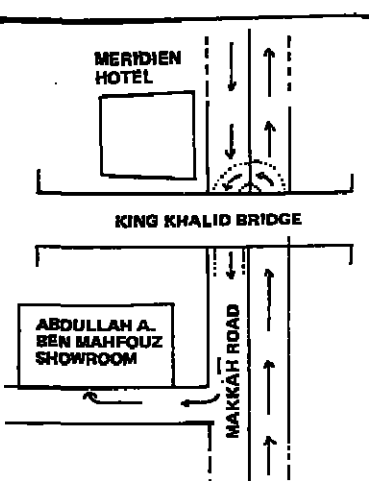 MERIDIEN
HOTEL
KING KHALID BRIDGE
ABDULLAH A.
BEN MAHFOUZ
SHOWROOM
MAKKAH ROAD